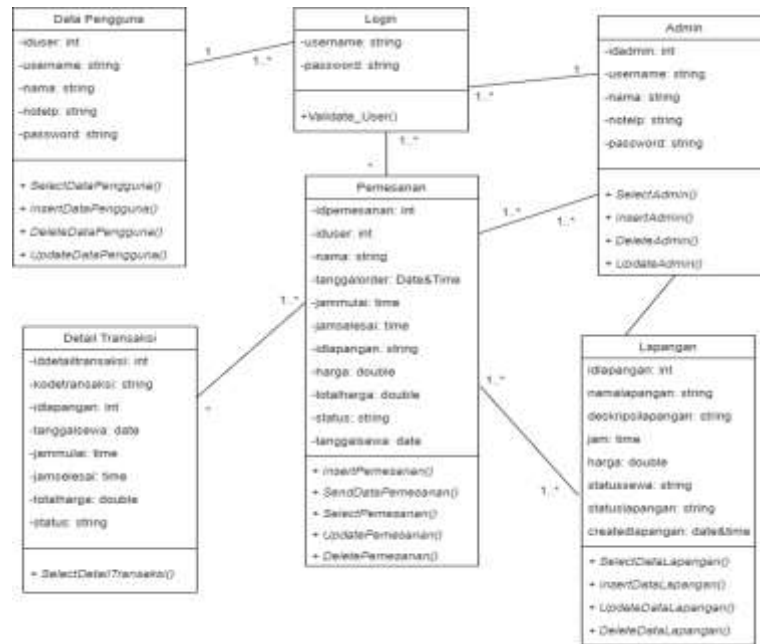 Data Pengguna
-iduser: int
-username: string
-nama: string
-notelp: string
-password: string
+ SelectDataPengguna()
+ InsertDataPengguna()
+ DeleteDataPengguna()
+ UpdateDataPengguna()
1
1..*
Login
-username: string
-password: string
+Validate_User()
1..*
1
1..*
*
Admin
-idadmin: int
-username: string
-nama: string
-notelp: string
-password: string
+ SelectAdmin()
+ InsertAdmin()
+ DeleteAdmin()
+ UpdateAdmin()
Pemesanan
-idpemesanan: int
-iduser: int
-nama: string
-tanggalorder: Date&Time
-jammulai: time
-jamselesai: time
-idlapangan: string
-harga: double
-totalharga: double
-status: string
-tanggalsewa: date
+ InsertPemesanan()
+ SendDataPemesanan()
+ SelectPemesanan()
+ UpdatePemesanan()
+ DeletePemesanan()
1..*
1..*
1..*
*
Detail Transaksi
-iddetailtransaksi: int
-kodetransaksi: string
-idlapangan: int
-tanggalsewa: date
-jammulai: time
-jamselesai: time
-totalharga: double
-status: string
+ SelectDetailTransaksi()
1..*
1..*
Lapangan
idlapangan: int
namalapangan: string
deskripsilapangan: string
jam: time
harga: double
statussewa: string
statuslapangan: string
createdlapangan: date&time
+ SelectDataLapangan()
+ InsertDataLapangan()
+ UpdateDataLapangan()
+ DeleteDataLapangan()